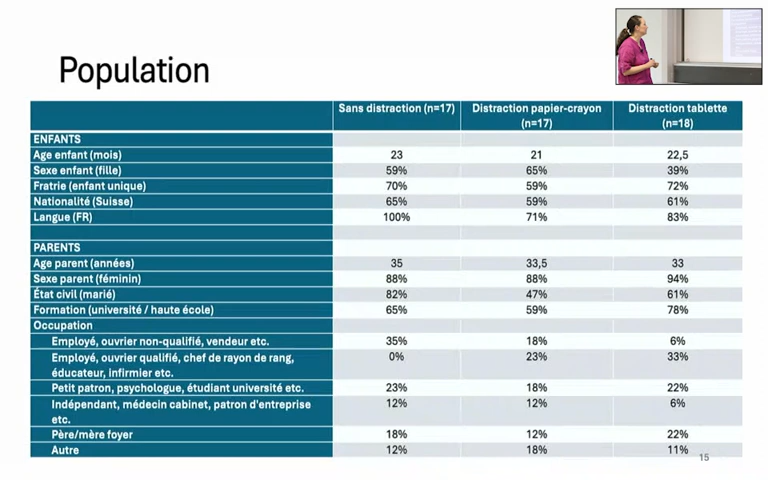 Population
Sans distraction (n=17) Distraction papier-crayon Distraction tablette
(n=17) (n=18)
ENFANTS
Age enfant (mois) 23 21 22,5
Sexe enfant (fille) 59% 65% 39%
Fratrie (enfant unique) 70% 59% 72%
Nationalité (Suisse) 65% 59% 61%
Langue (FR) 100% 71% 83%
PARENTS
Age parent (années) 35 33,5 33
Sexe parent (féminin) 88% 88% 94%
État civil (marié) 82% 47% 61%
Formation (université / haute école) 65% 59% 78%
Occupation
Employé, ouvrier non-qualifié, vendeur etc. 35% 18% 6%
Employé, ouvrier qualifié, chef de rayon de rang, 0% 23% 33%
éducateur, infirmier etc.
Petit patron, psychologue, étudiant université etc. 23% 18% 22%
Indépendant, médecin cabinet, patron d'entreprise 12% 12% 6%
etc.
Père/mère foyer 18% 12% 22%
Autre 12% 18% 11%
15